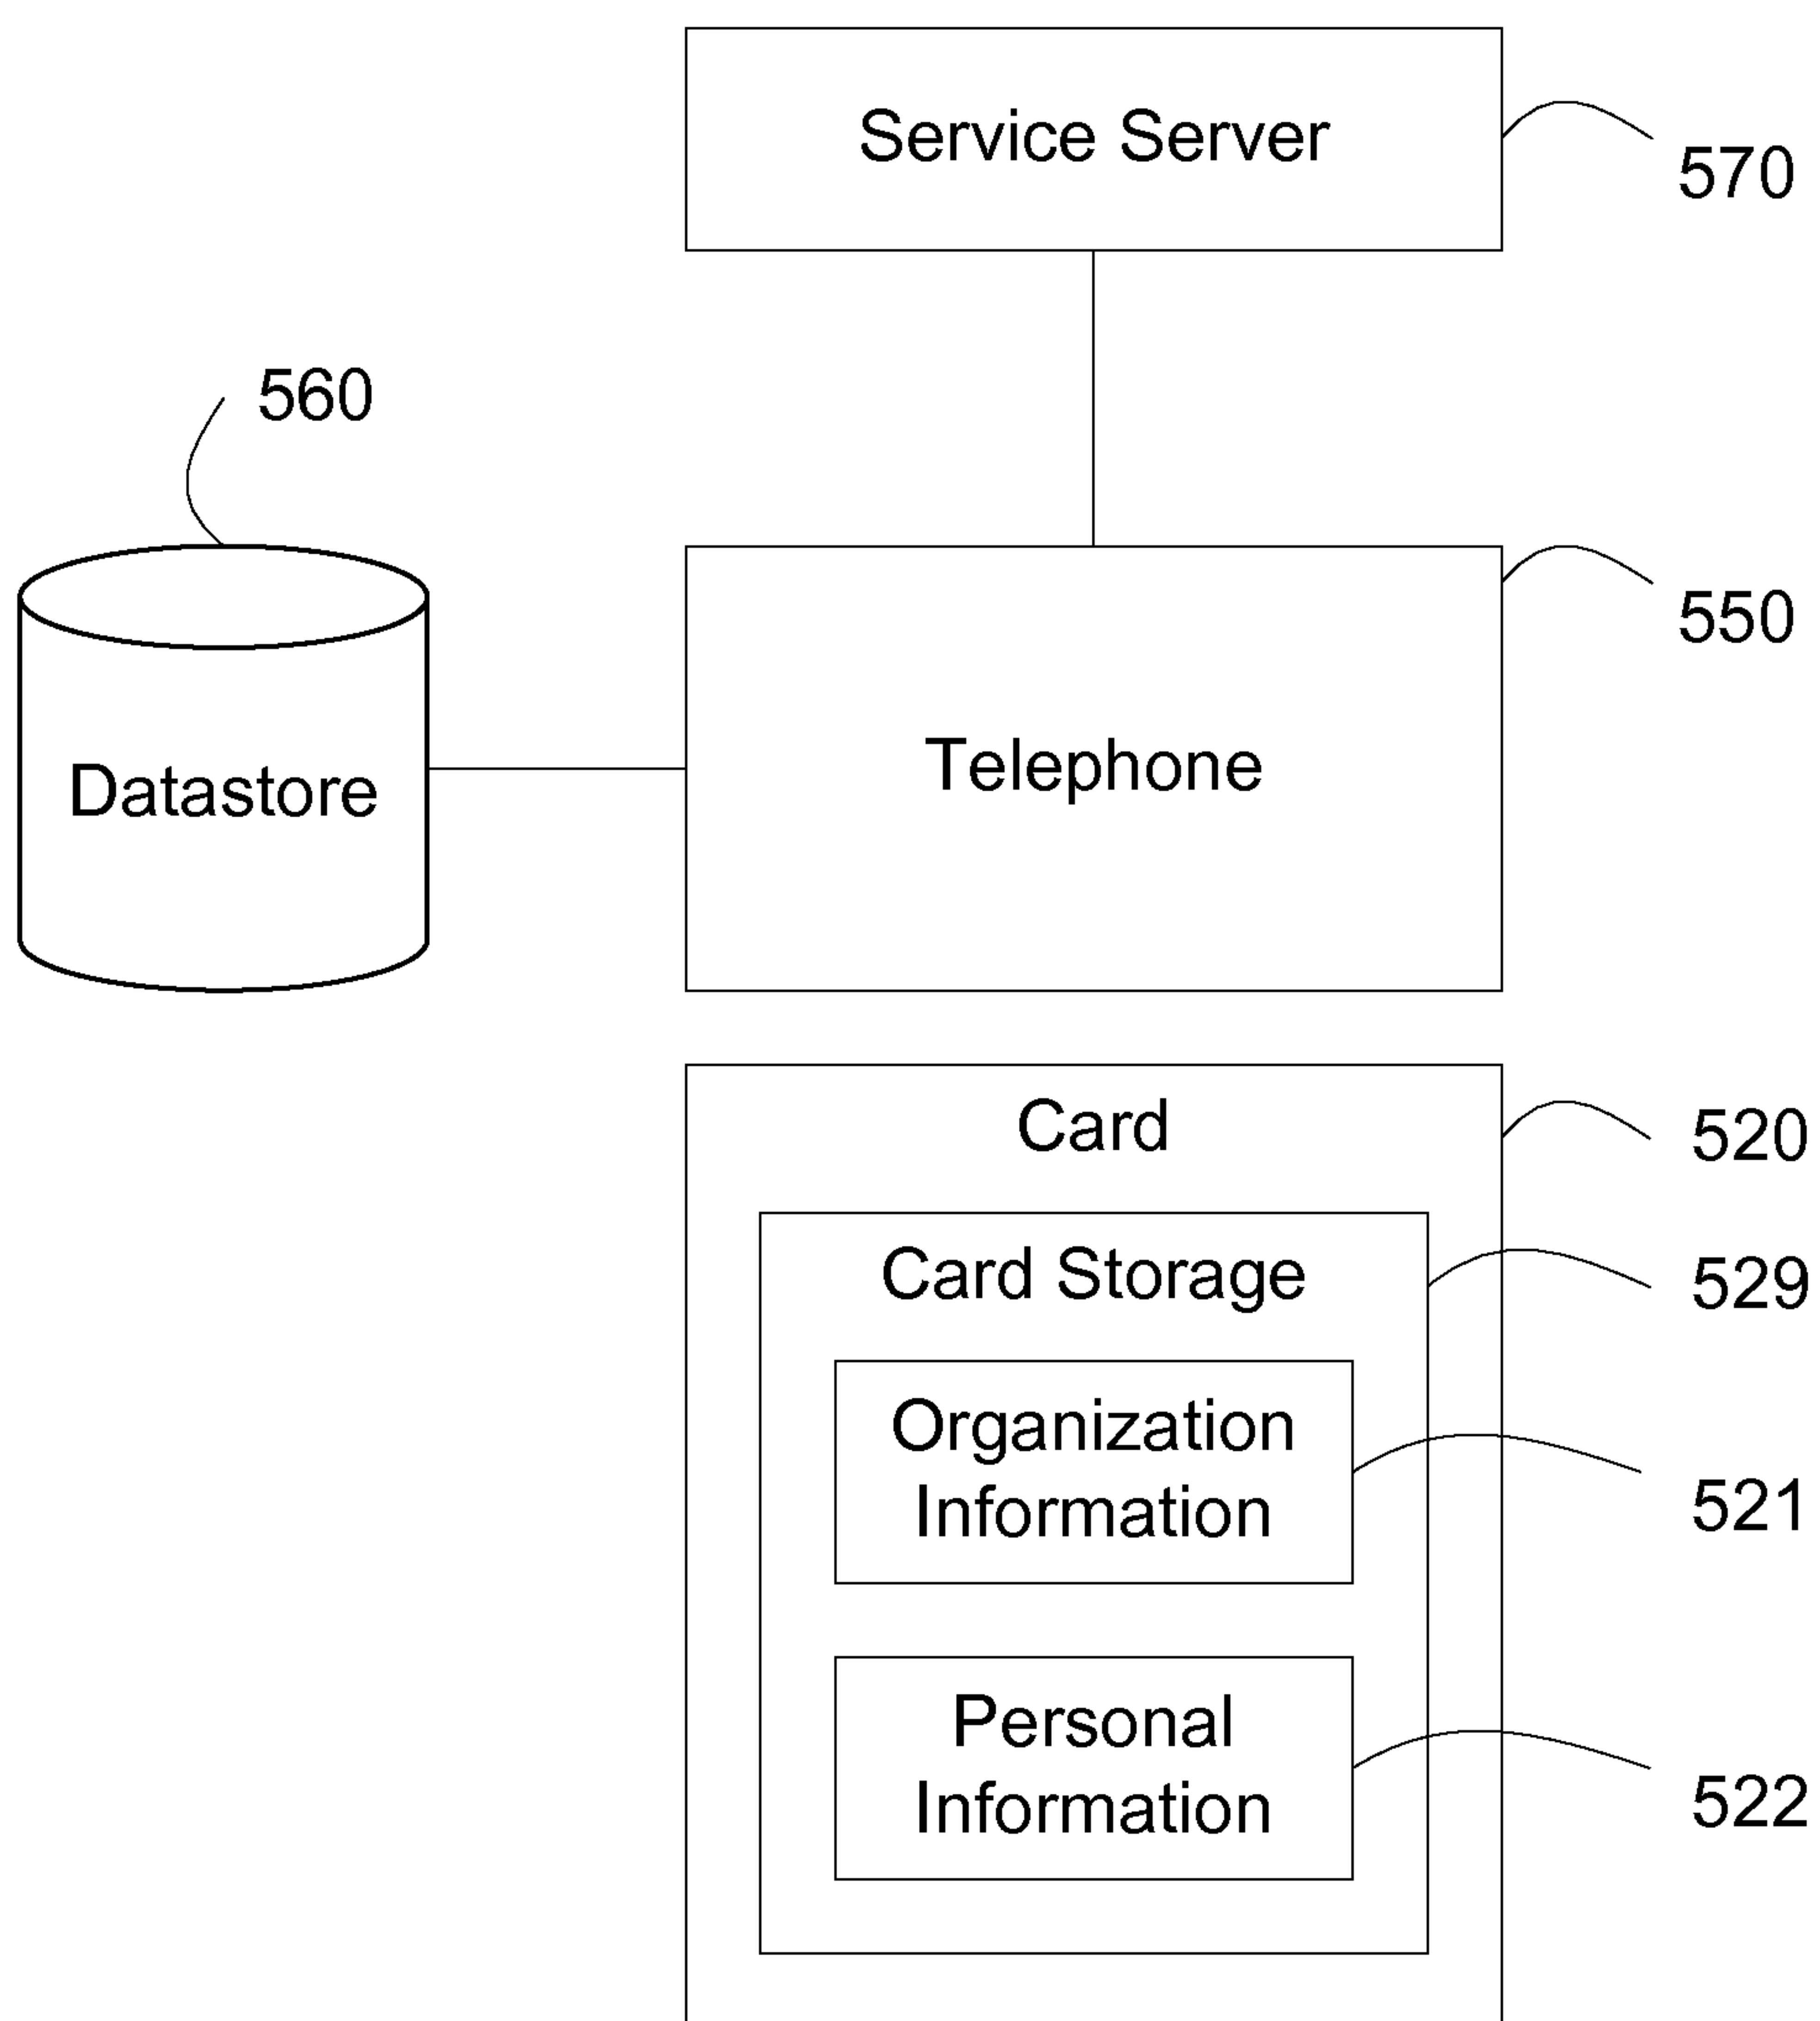 Service Server
570
560
550
Telephone
Datastore
Card
520
Card Storage
529
Organization
Information
521
Personal
Information
522